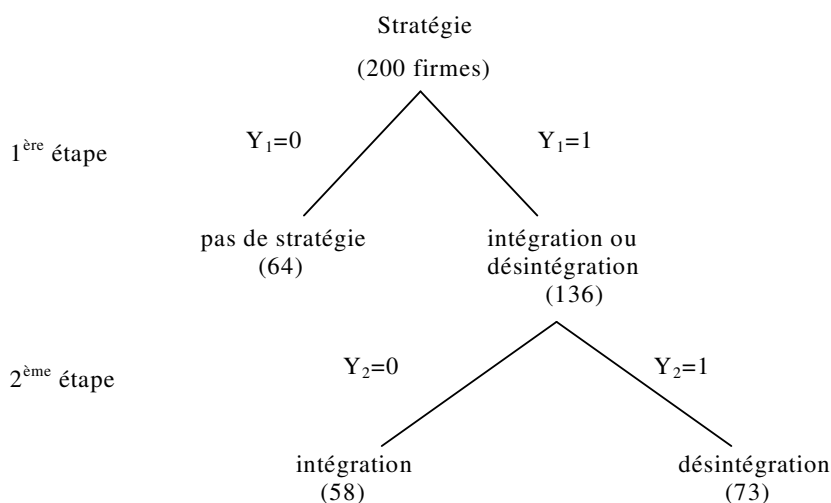 Stratégie
(200 firmes)
1ère étape
Y1=0
Y1=1
pas de stratégie
(64)
intégration ou
désintégration
(136)
2ème étape
Y2=0
Y2=1
intégration
(58)
désintégration
(73)